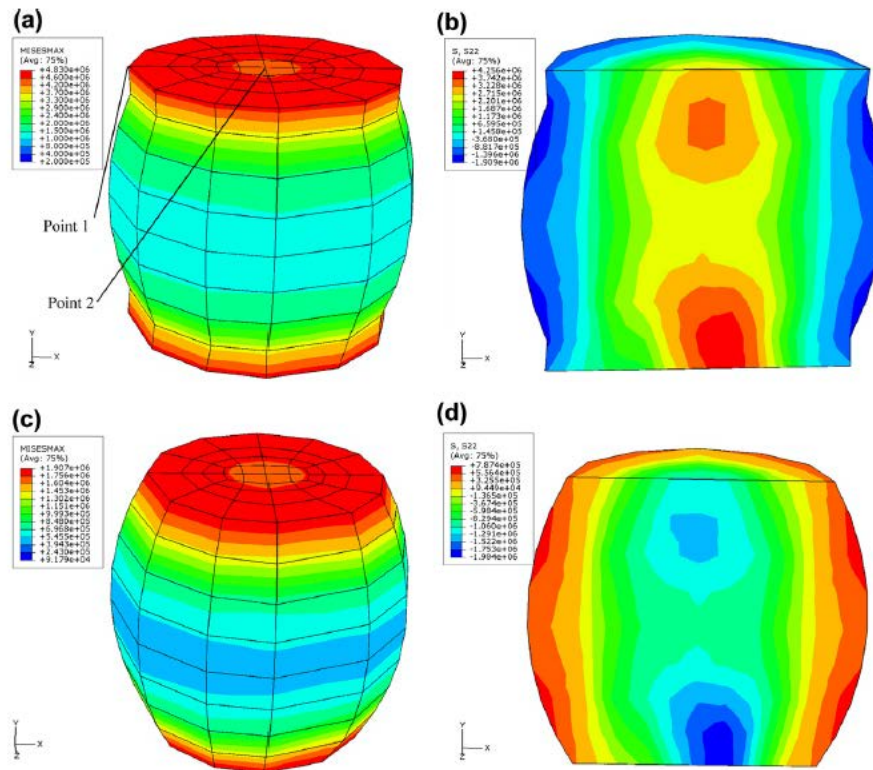 (a)
MISESMAX
(Avg: 75%)
+4.830e+06
+4.600e+06
+4.200e+06
+3.300e+06
+2.900e+06
+2.400e+06
+2.000e+06
+1.500e+06
+1.000e+06
+4.000e+05
+2.000e+05
Point 1
Point 2
Y
Z
X
(b)
S, S22
(Avg: 75%)
+4.256e+06
+3.742e+06
+3.228e+06
+2.715e+06
+2.201e+06
+1.687e+06
+1.173e+06
+6.595e+05
+1.458e+05
-3.680e+05
-8.817e+05
-1.396e+06
-1.909e+06
Y
Z
X
(c)
MISESMAX
(Avg: 75%)
+1.907e+06
+1.756e+06
+1.604e+06
+1.453e+06
+1.302e+06
+1.151e+06
+9.993e+05
+8.480e+05
+6.968e+05
+5.455e+05
+3.943e+05
+2.430e+05
+9.179e+04
Y
Z
X
(d)
S, S22
(Avg: 75%)
+7.874e+05
+5.564e+05
+3.255e+05
+9.449e+04
-1.365e+05
-3.674e+05
-5.984e+05
-8.294e+05
-1.060e+06
-1.291e+06
-1.522e+06
-1.753e+06
-1.984e+06
Y
Z
X